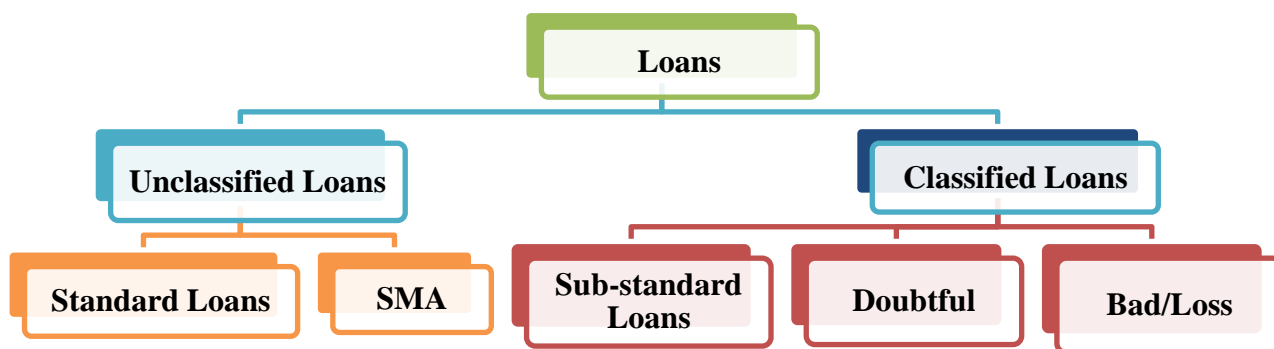 Loans
Unclassified Loans
Classified Loans
Standard Loans
SMA
Sub-standard
Loans
Doubtful
Bad/Loss